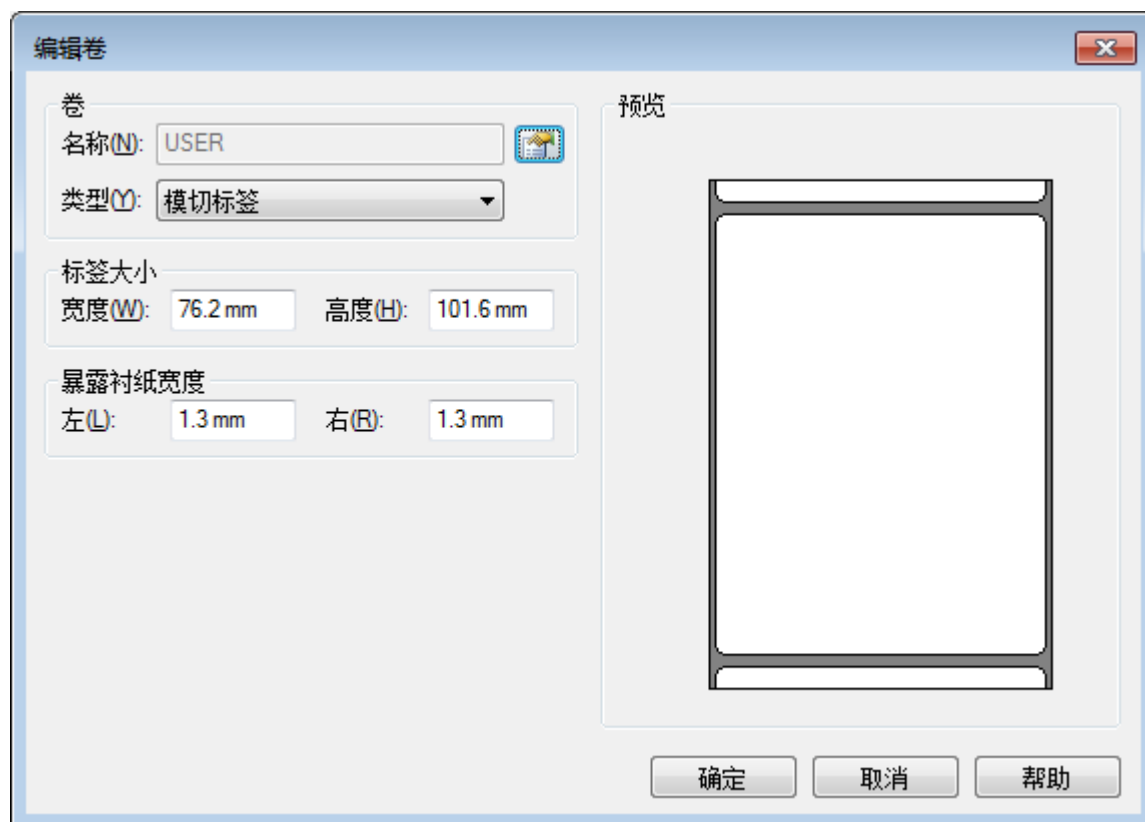 编辑卷
卷
名称(N): USER
类型(Y): 模切标签
标签大小
宽度(W): 76.2 mm 高度(H): 101.6 mm
暴露衬纸宽度
左(L): 1.3 mm 右(R): 1.3 mm
预览
确定 取消 帮助